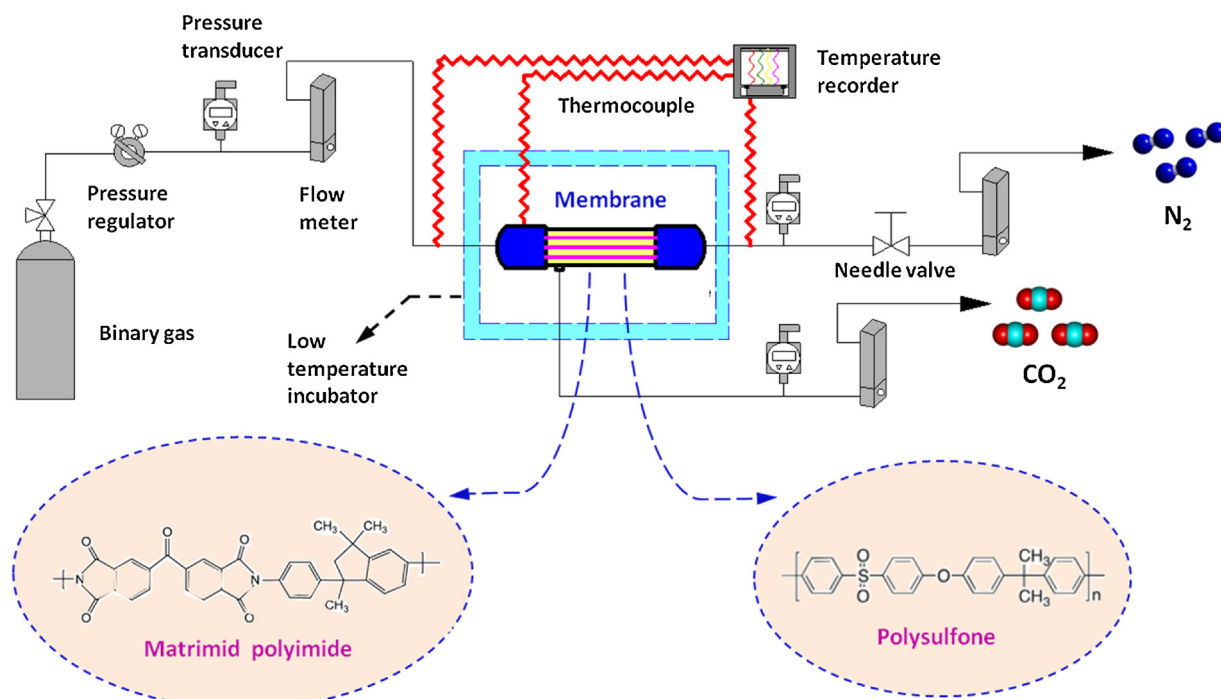 Pressure
transducer
Temperature
recorder
Thermocouple
Pressure
regulator
Flow
meter
Membrane
N2
Needle valve
Binary gas
Low
temperature
incubator
CO2
O
O
O
N
N
O
O
CH3
CH3
CH3
Matrimid polyimide
O
S
O
O
CH3
CH3
n
Polysulfone